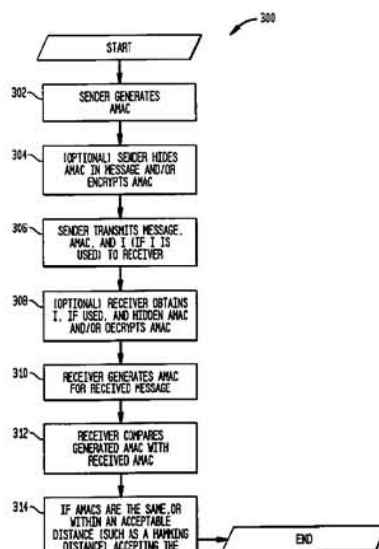 300
START
302
SENDER GENERATES
AMAC
304
(OPTIONAL) SENDER HIDES
AMAC IN MESSAGE AND/OR
ENCRYPTS AMAC
306
SENDER TRANSMITS MESSAGE,
AMAC, AND I (IF I IS
USED) TO RECEIVER
308
(OPTIONAL) RECEIVER OBTAINS
I, IF USED, AND HIDDEN AMAC
AND/OR DECRYPTS AMAC
310
RECEIVER GENERATES AMAC
FOR RECEIVED MESSAGE
312
RECEIVER COMPARES
GENERATED AMAC WITH
RECEIVED AMAC
314
IF AMACS ARE THE SAME,OR
WITHIN AN ACCEPTABLE
DISTANCE (SUCH AS A HAMMING
DISTANCE) ACCEPTING THE
END